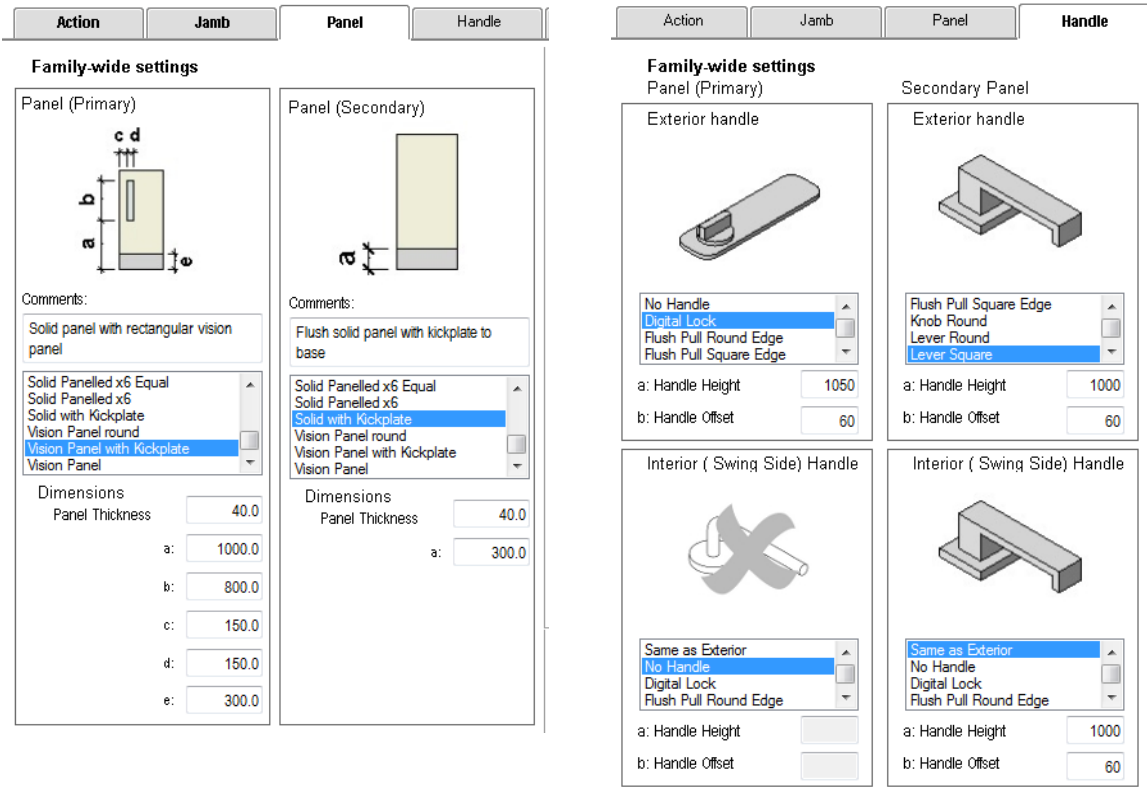 Action
Jamb
Panel
Handle
Family-wide settings
Panel (Primary)
c d
b
a
e
Comments:
Solid panel with rectangular vision
panel
Solid Panelled x6 Equal
Solid Panelled x6
Solid with Kickplate
Vision Panel round
Vision Panel with Kickplate
Vision Panel
Dimensions
Panel Thickness 40.0
a: 1000.0
b: 800.0
c: 150.0
d: 150.0
e: 300.0
Panel (Secondary)
a
Comments:
Flush solid panel with kickplate to
base
Solid Panelled x6 Equal
Solid Panelled x6
Solid with Kickplate
Vision Panel round
Vision Panel with Kickplate
Vision Panel
Dimensions
Panel Thickness 40.0
a: 300.0
Action
Jamb
Panel
Handle
Family-wide settings
Panel (Primary)
Exterior handle
No Handle
Digital Lock
Flush Pull Round Edge
Flush Pull Square Edge
a: Handle Height 1050
b: Handle Offset 60
Interior ( Swing Side) Handle
Same as Exterior
No Handle
Digital Lock
Flush Pull Round Edge
a: Handle Height
b: Handle Offset
Secondary Panel
Exterior handle
Flush Pull Square Edge
Knob Round
Lever Round
Lever Square
a: Handle Height 1000
b: Handle Offset 60
Interior ( Swing Side) Handle
Same as Exterior
No Handle
Digital Lock
Flush Pull Round Edge
a: Handle Height 1000
b: Handle Offset 60